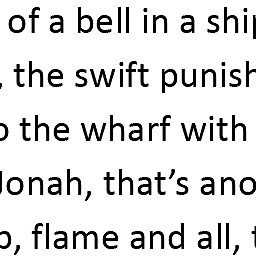 of a bell in a ship
, the swift punish
o the wharf with
Jonah, that’s ano
p, flame and all, t